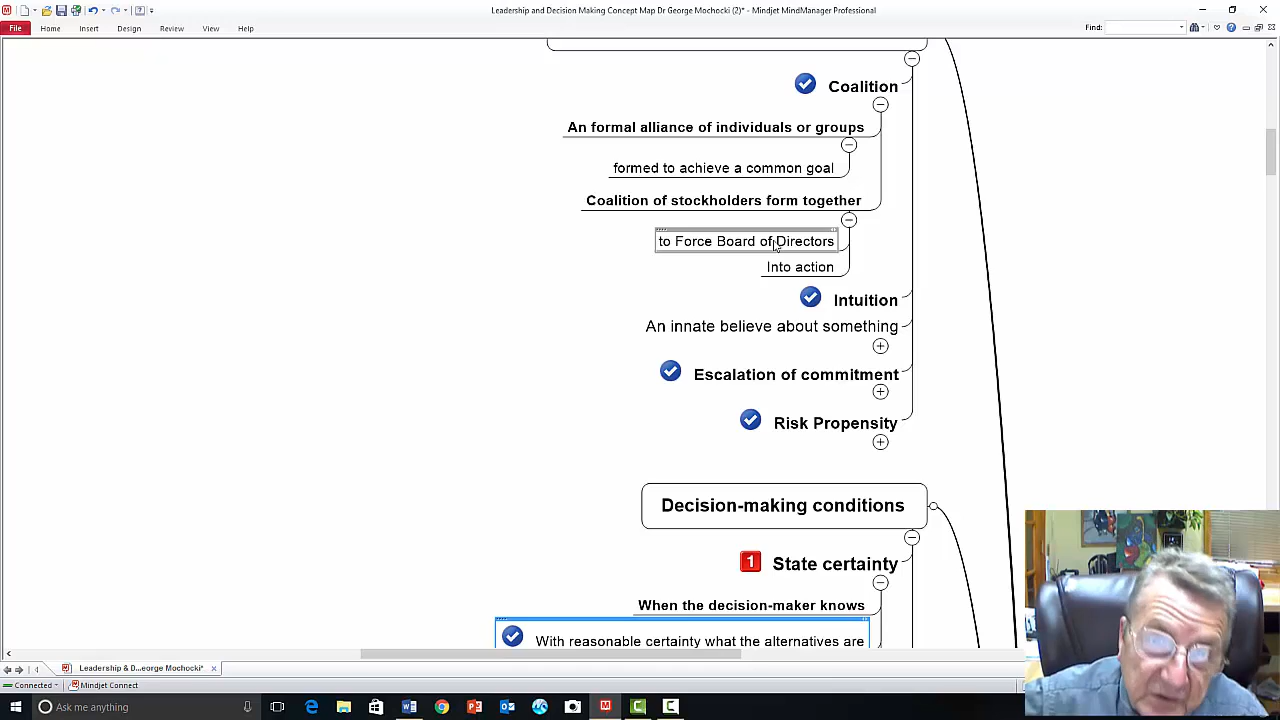 Leadership and Decision Making Concept Map Dr George Mochocki (2)* - Mindjet MindManager Professional
File Home Insert Design Review View Help
Find:
Coalition
An formal alliance of individuals or groups
formed to achieve a common goal
Coalition of stockholders form together
to Force Board of Directors
Into action
Intuition
An innate believe about something
Escalation of commitment
Risk Propensity
Decision-making conditions
1 State certainty
When the decision-maker knows
With reasonable certainty what the alternatives are
Leadership & D...eorge Mochocki*
Connected Mindjet Connect
Ask me anything